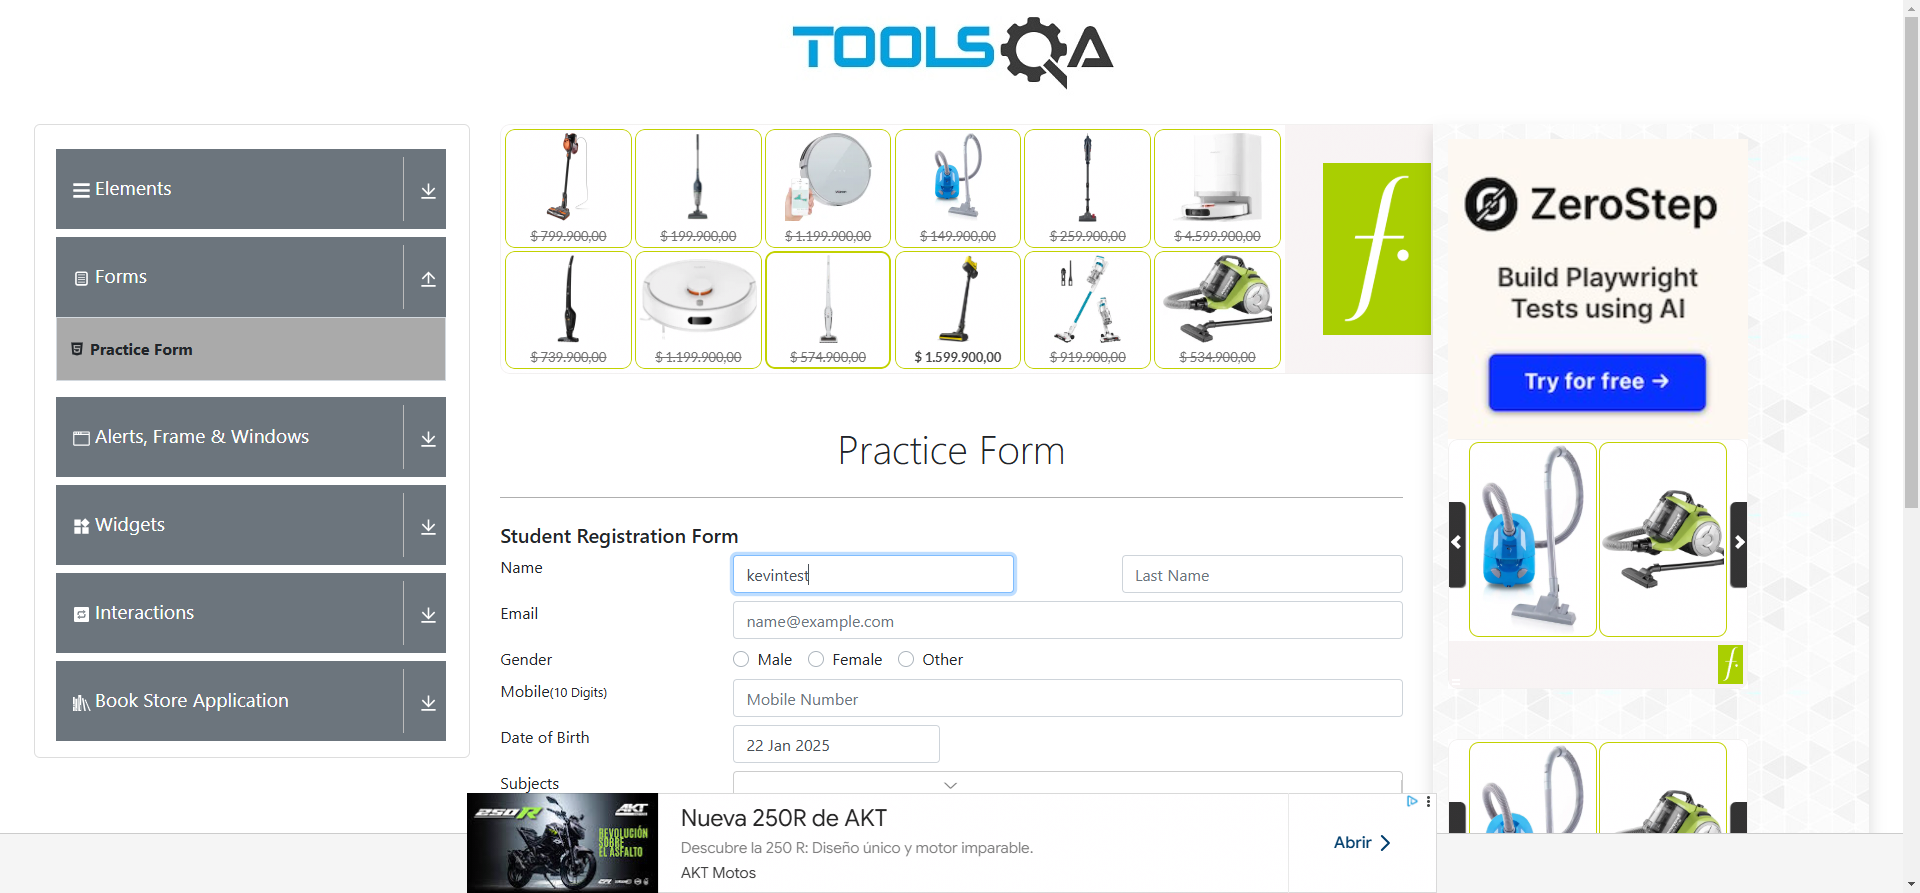 TOOLSQA
Elements
Forms
Practice Form
Alerts, Frame & Windows
Widgets
Interactions
Book Store Application
$ 799.900,00
$ 199.900,00
$ 1.199.900,00
$ 149.900,00
$ 259.900,00
$ 4.599.900,00
$ 739.900,00
$ 1.199.900,00
$ 574.900,00
$ 1.599.900,00
$ 919.900,00
$ 534.900,00
f.
ZeroStep
Build Playwright
Tests using AI
Try for free →
f.
Practice Form
Student Registration Form
Name
kevintest
Last Name
Email
name@example.com
Gender
Male
Female
Other
Mobile(10 Digits)
Mobile Number
Date of Birth
22 Jan 2025
Subjects
250R
AKT
MOTOS
REVOLUCIÓN
SOBRE
EL ASFALTO
Nueva 250R de AKT
Descubre la 250 R: Diseño único y motor imparable.
AKT Motos
Abrir